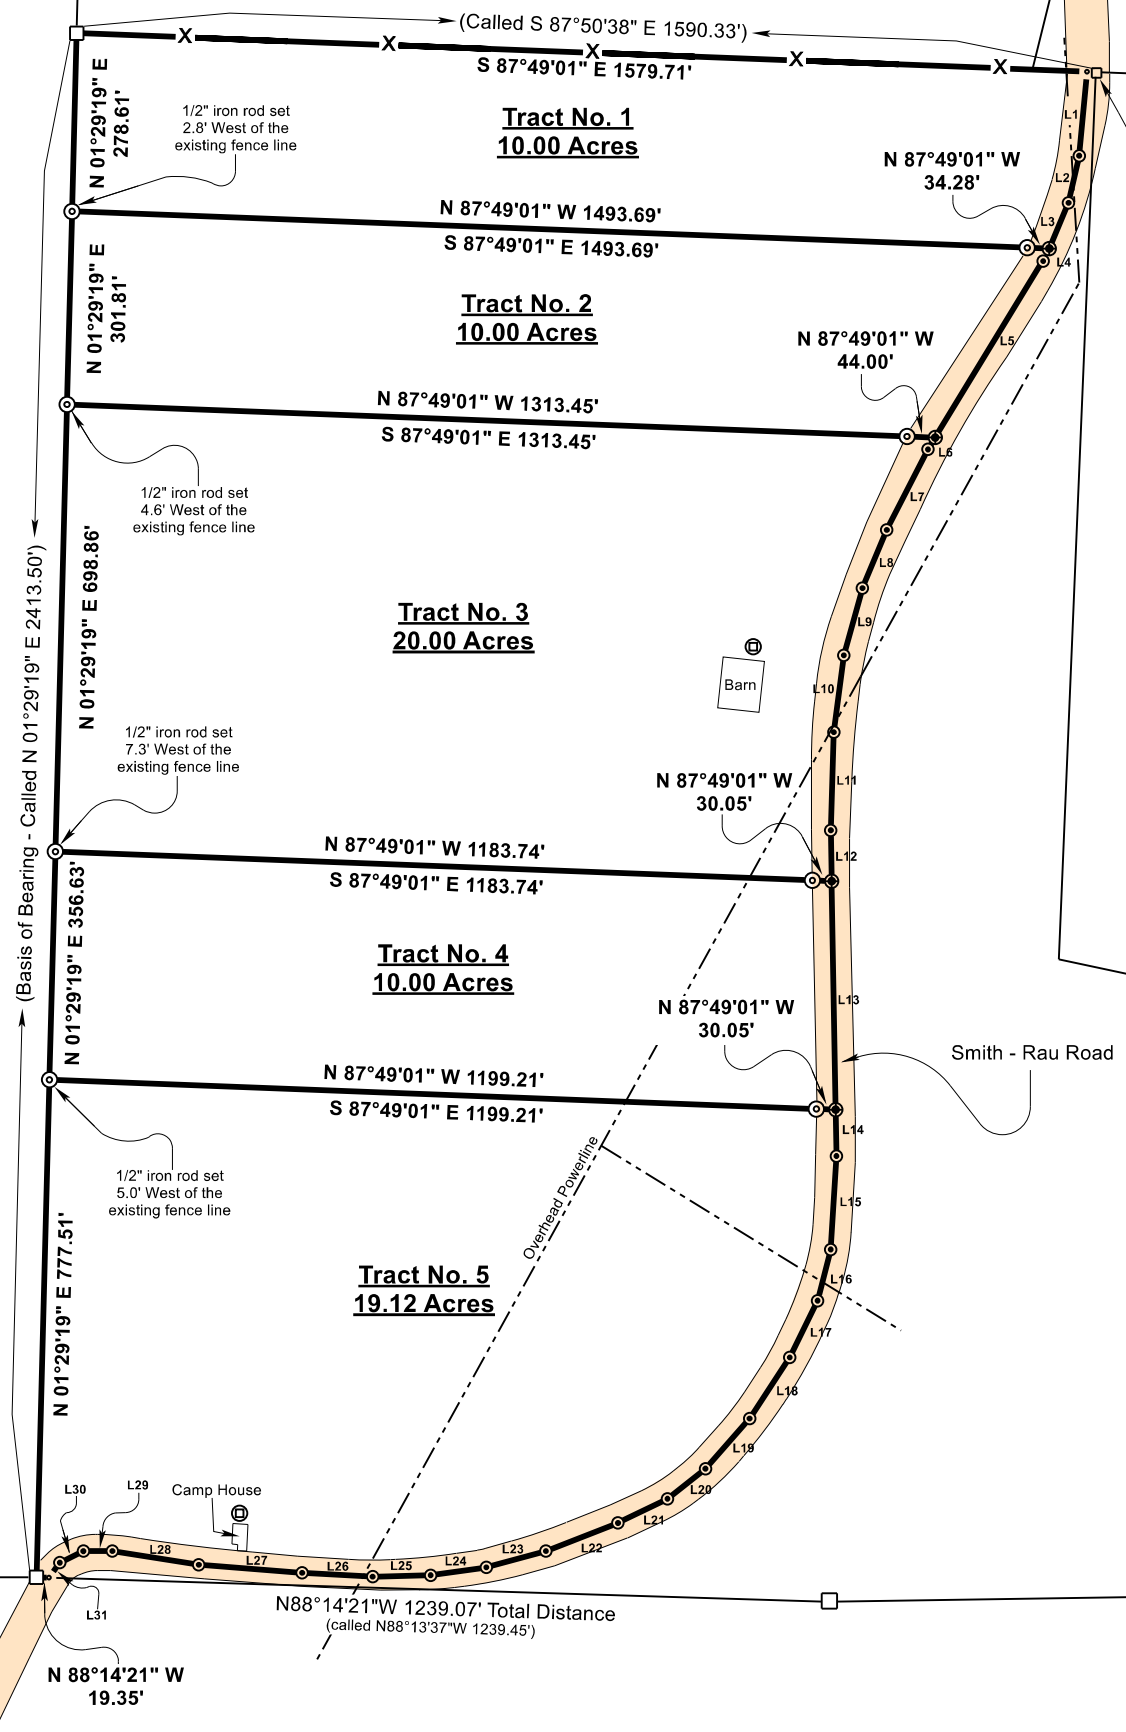 (Called S 87°50'38" E 1590.33')
X X X X X
S 87°49'01" E 1579.71'
N 01°29'19" E
278.61'
1/2" iron rod set
2.8' West of the
existing fence line
Tract No. 1
10.00 Acres
L1
N 87°49'01" W
34.28'
L2
N 87°49'01" W 1493.69'
L3
S 87°49'01" E 1493.69'
L4
N 01°29'19" E
301.81'
Tract No. 2
10.00 Acres
N 87°49'01" W
44.00'
L5
N 87°49'01" W 1313.45'
S 87°49'01" E 1313.45'
L6
1/2" iron rod set
4.6' West of the
existing fence line
L7
L8
(Basis of Bearing - Called N 01°29'19" E 2413.50')
N 01°29'19" E 698.86'
Tract No. 3
20.00 Acres
L9
Barn
L10
1/2" iron rod set
7.3' West of the
existing fence line
N 87°49'01" W
30.05'
L11
N 87°49'01" W 1183.74'
S 87°49'01" E 1183.74'
L12
N 01°29'19" E 356.63'
Tract No. 4
10.00 Acres
L13
N 87°49'01" W
30.05'
Smith - Rau Road
N 87°49'01" W 1199.21'
S 87°49'01" E 1199.21'
L14
1/2" iron rod set
5.0' West of the
existing fence line
Overhead Powerline
L15
N 01°29'19" E 777.51'
Tract No. 5
19.12 Acres
L16
L17
L18
L19
L20
L21
L22
L23
L24
L25
L26
L27
L28
L29
L30
L31
Camp House
N88°14'21"W 1239.07' Total Distance
(called N88°13'37"W 1239.45')
N 88°14'21" W
19.35'